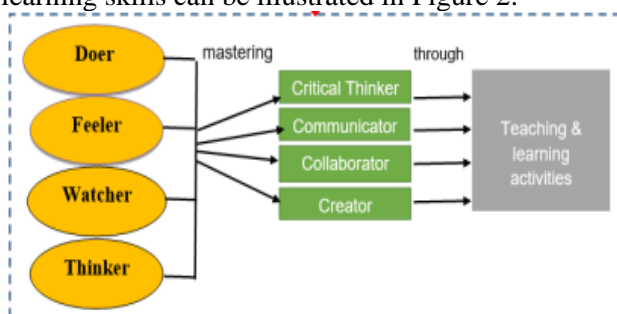 learning skills can be illustrated in Figure 2.
Doer
Feeler
Watcher
Thinker
mastering
Critical Thinker
Communicator
Collaborator
Creator
through
Teaching &
learning
activities